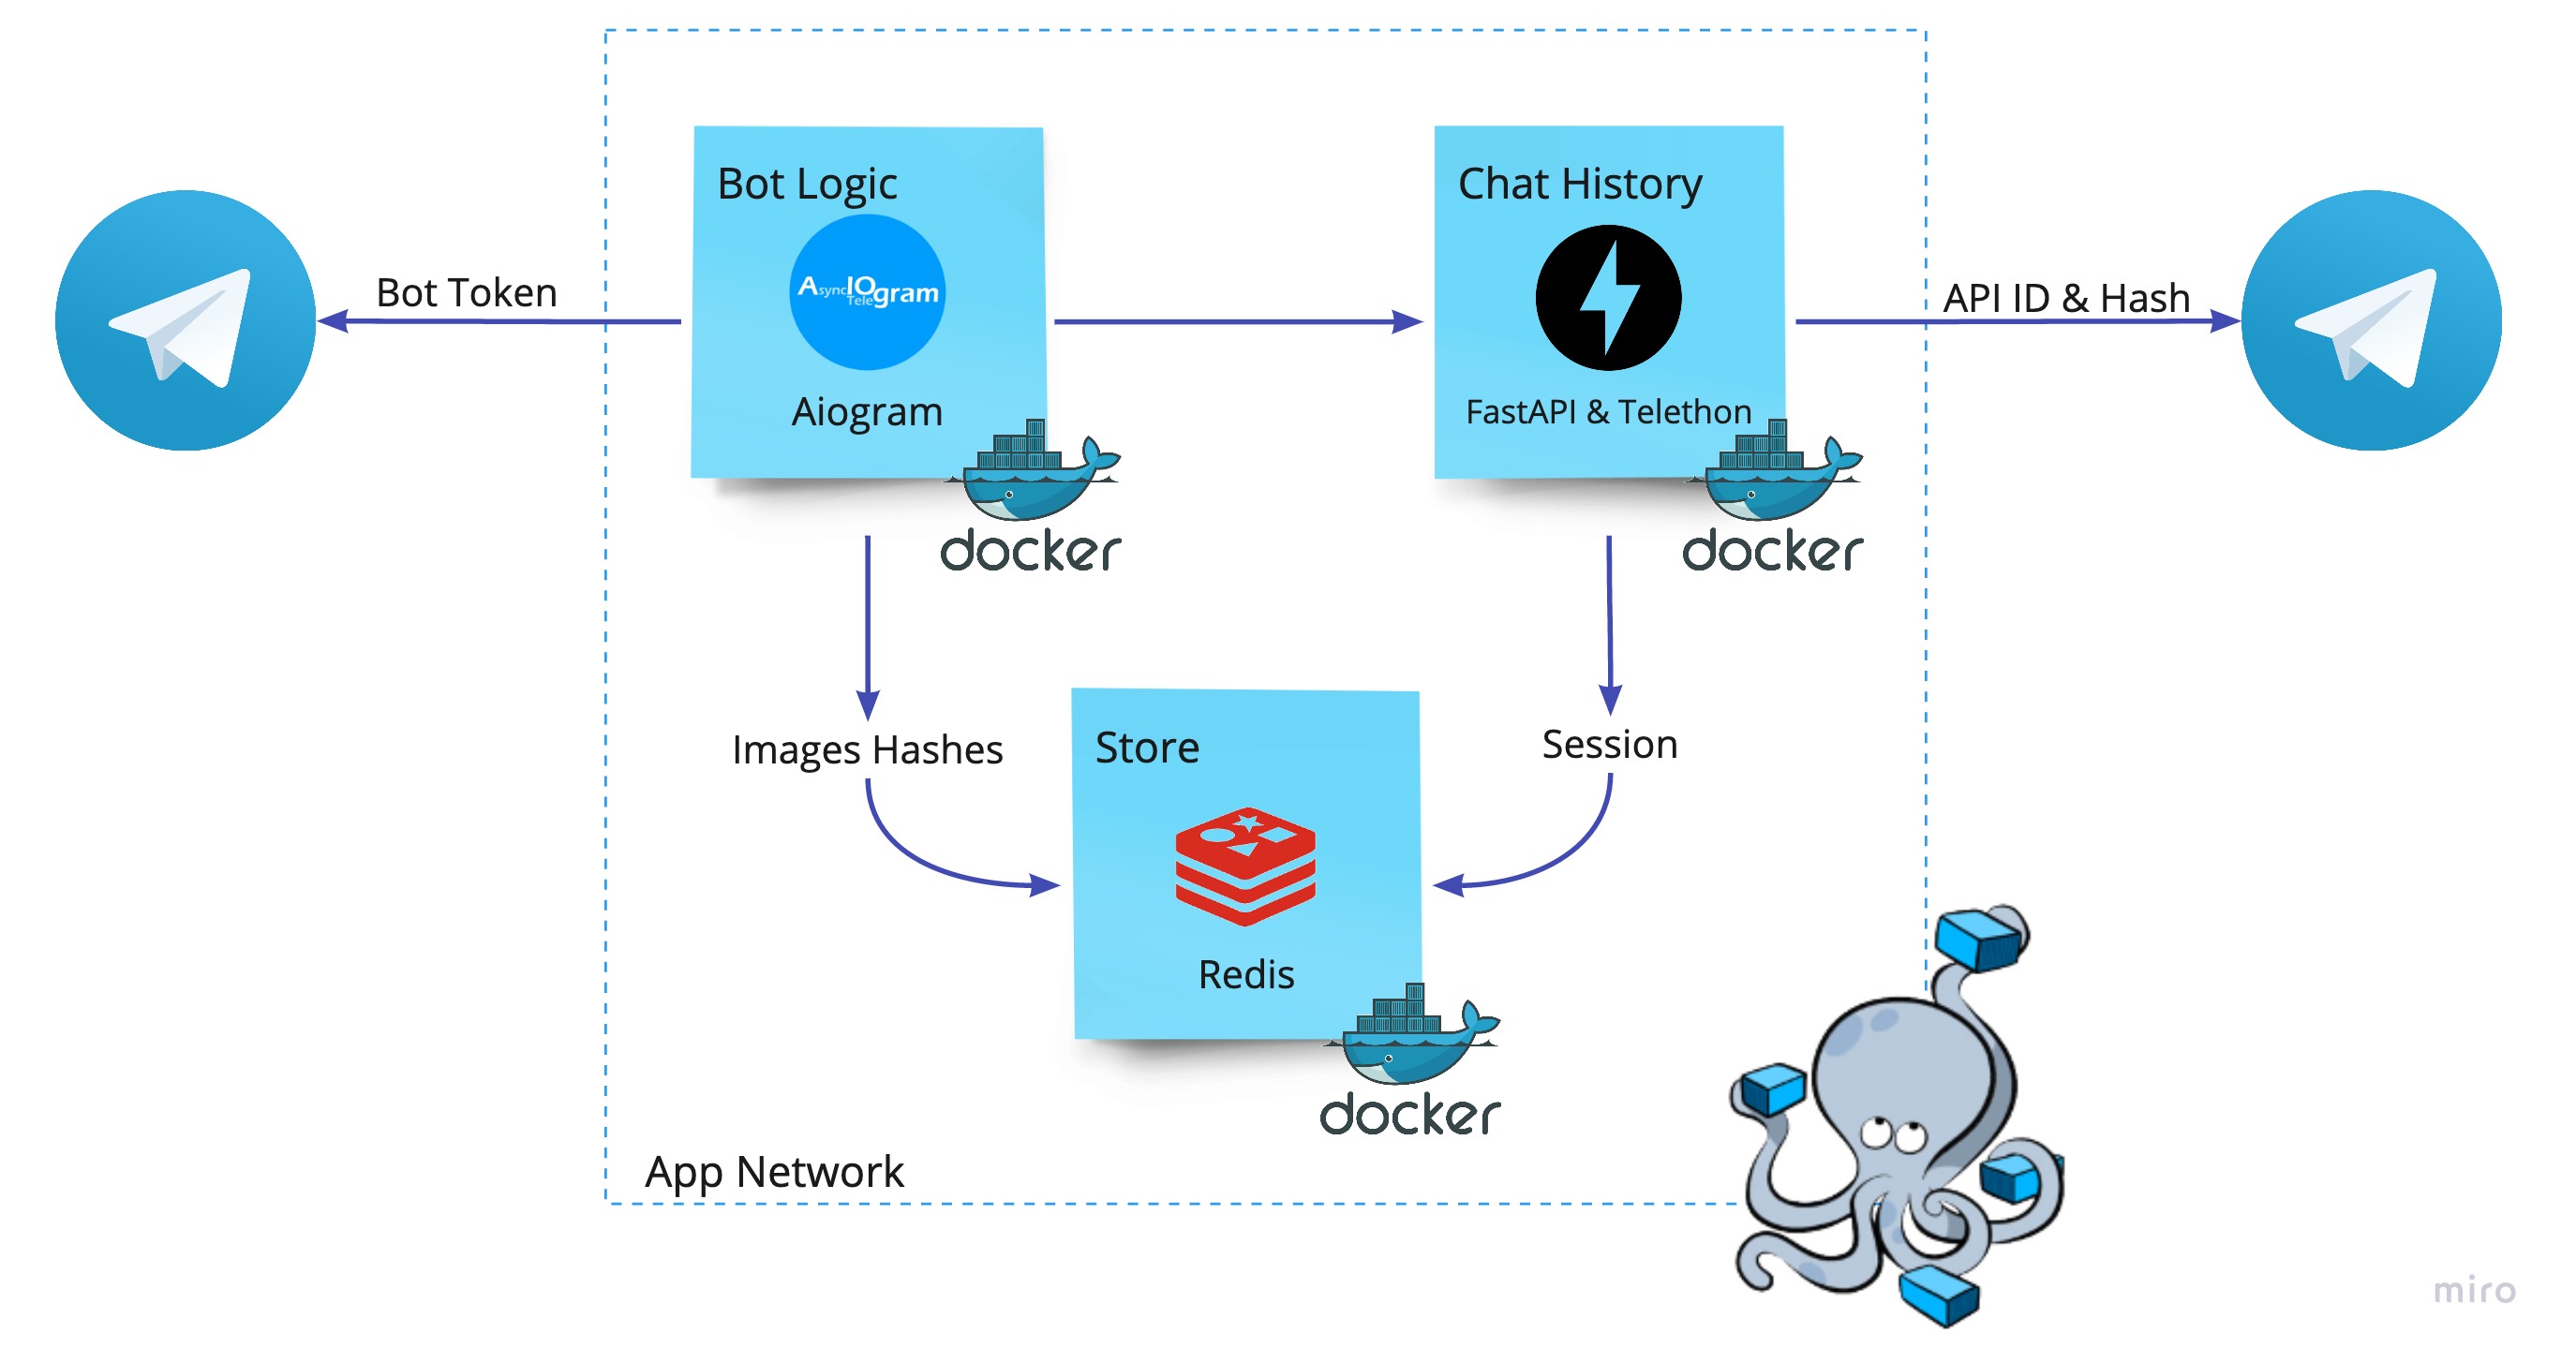 Bot Logic
AsyncIOgram
Tele
Aiogram
docker
Chat History
FastAPI & Telethon
docker
Bot Token
API ID & Hash
Images Hashes
Session
Store
Redis
docker
App Network
miro